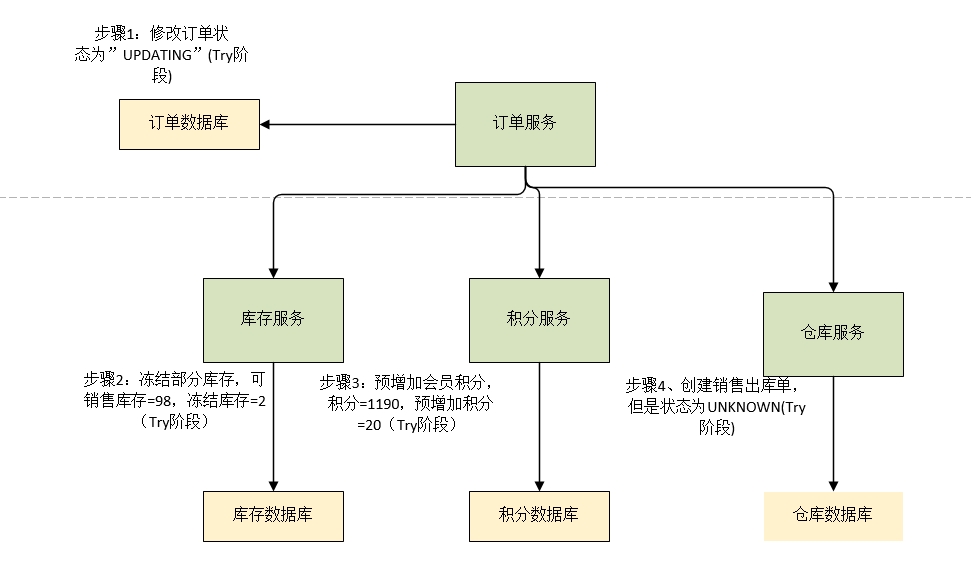 步骤1：修改订单状
态为”UPDATING”(Try阶
段)
订单数据库
订单服务
库存服务
积分服务
仓库服务
步骤2：冻结部分库存，可
销售库存=98，冻结库存=2
（Try阶段）
步骤3：预增加会员积分，
积分=1190，预增加积分
=20（Try阶段）
步骤4、创建销售出库单，
但是状态为UNKNOWN(Try
阶段)
库存数据库
积分数据库
仓库数据库